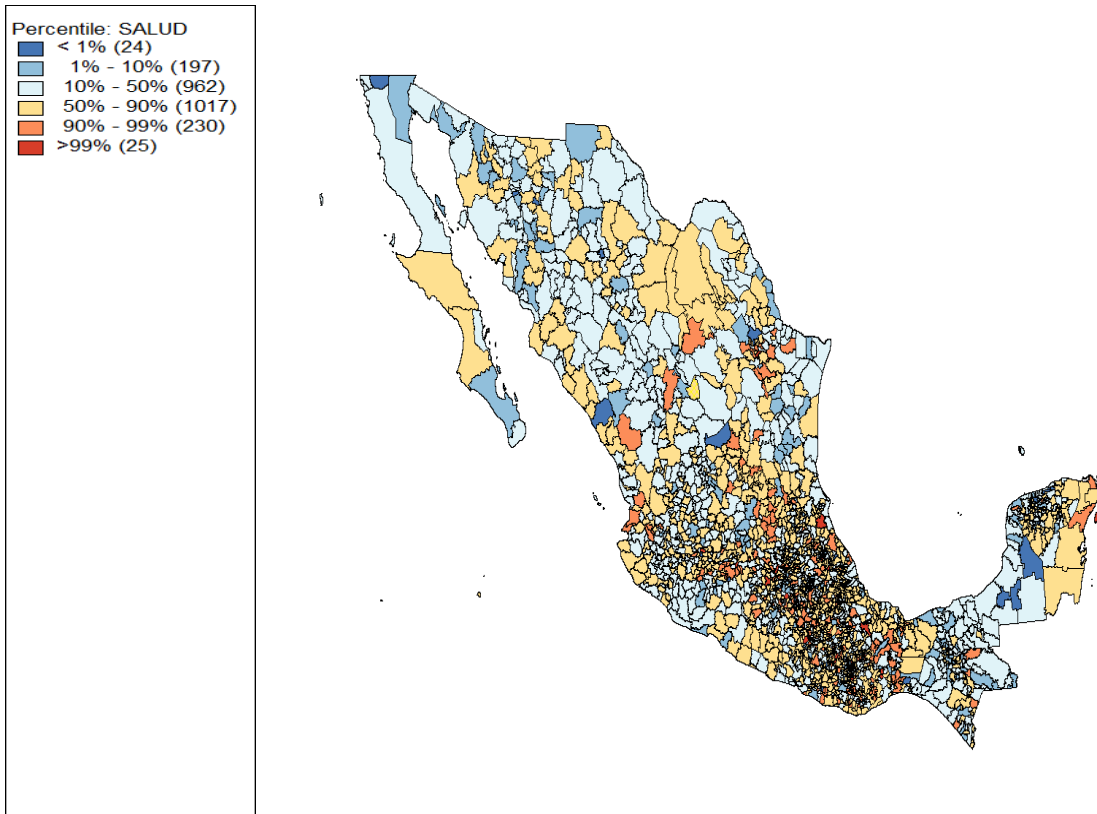 Percentile: SALUD
< 1% (24)
1% - 10% (197)
10% - 50% (962)
50% - 90% (1017)
90% - 99% (230)
>99% (25)